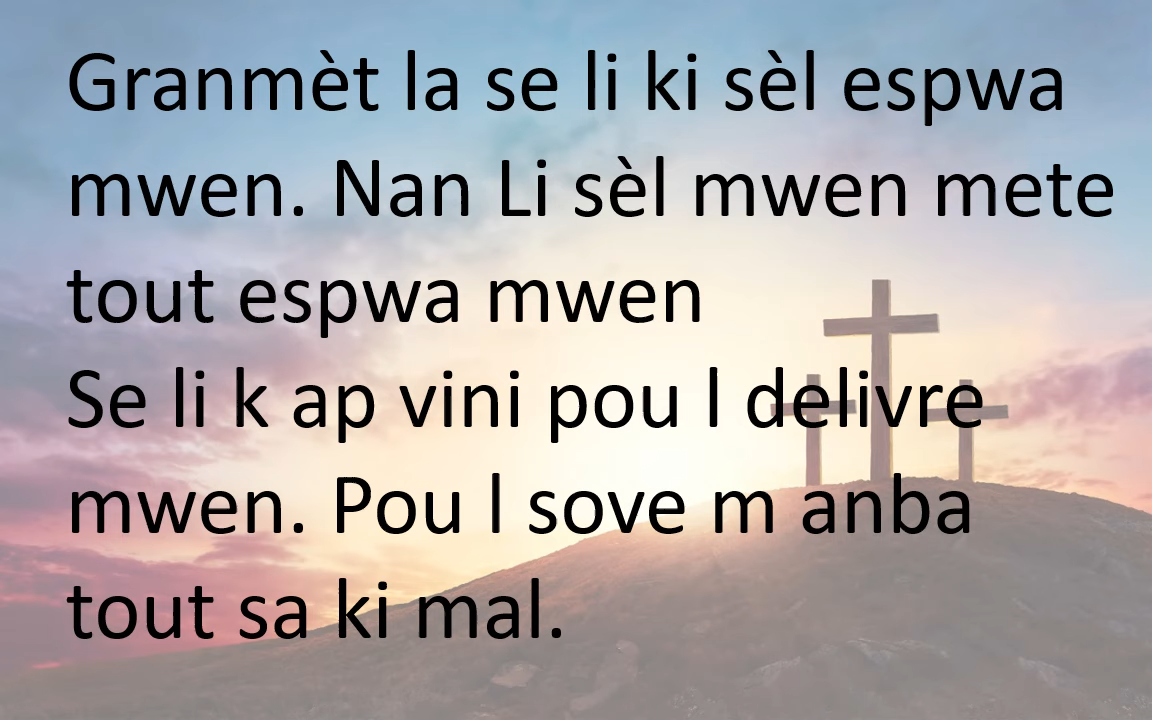 Granmèt la se li ki sèl espwa
mwen. Nan Li sèl mwen mete
tout espwa mwen
Se li k ap vini pou l delivre
mwen. Pou l sove m anba
tout sa ki mal.